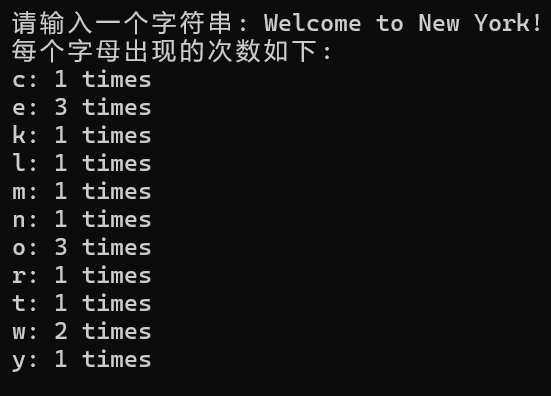 请输入一个字符串: Welcome to New York!
每个字母出现的次数如下:
c: 1 times
e: 3 times
k: 1 times
l: 1 times
m: 1 times
n: 1 times
o: 3 times
r: 1 times
t: 1 times
w: 2 times
y: 1 times